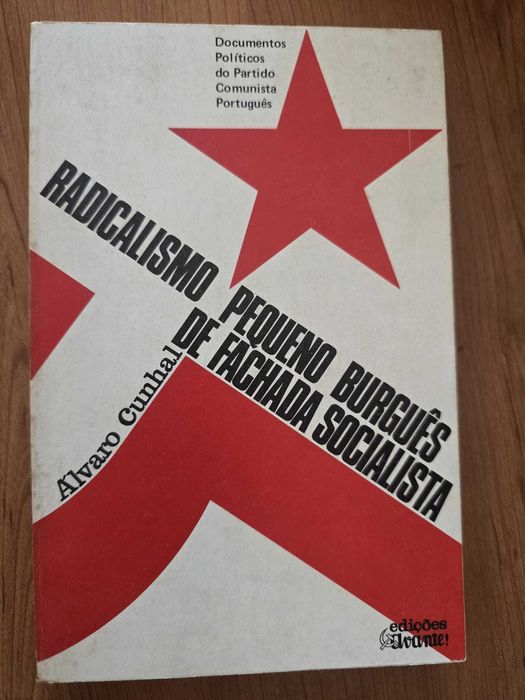 Documentos
Políticos
do Partido
Comunista
Português
RADICALISMO PEQUENO BURGUÊS
DE FACHADA SOCIALISTA
Álvaro Cunhal
edições
Avante!